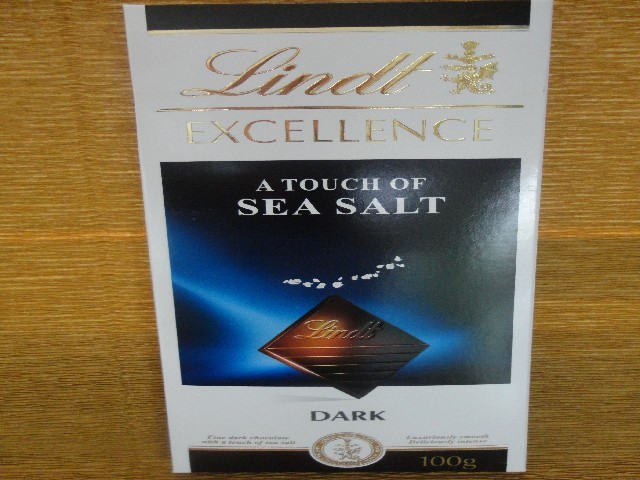 Lindt
EXCELLENCE
A TOUCH OF
SEA SALT
Lindt
DARK
Fine dark chocolate
with a touch of sea salt
Luxuriously smooth
Deliciously intense
100g